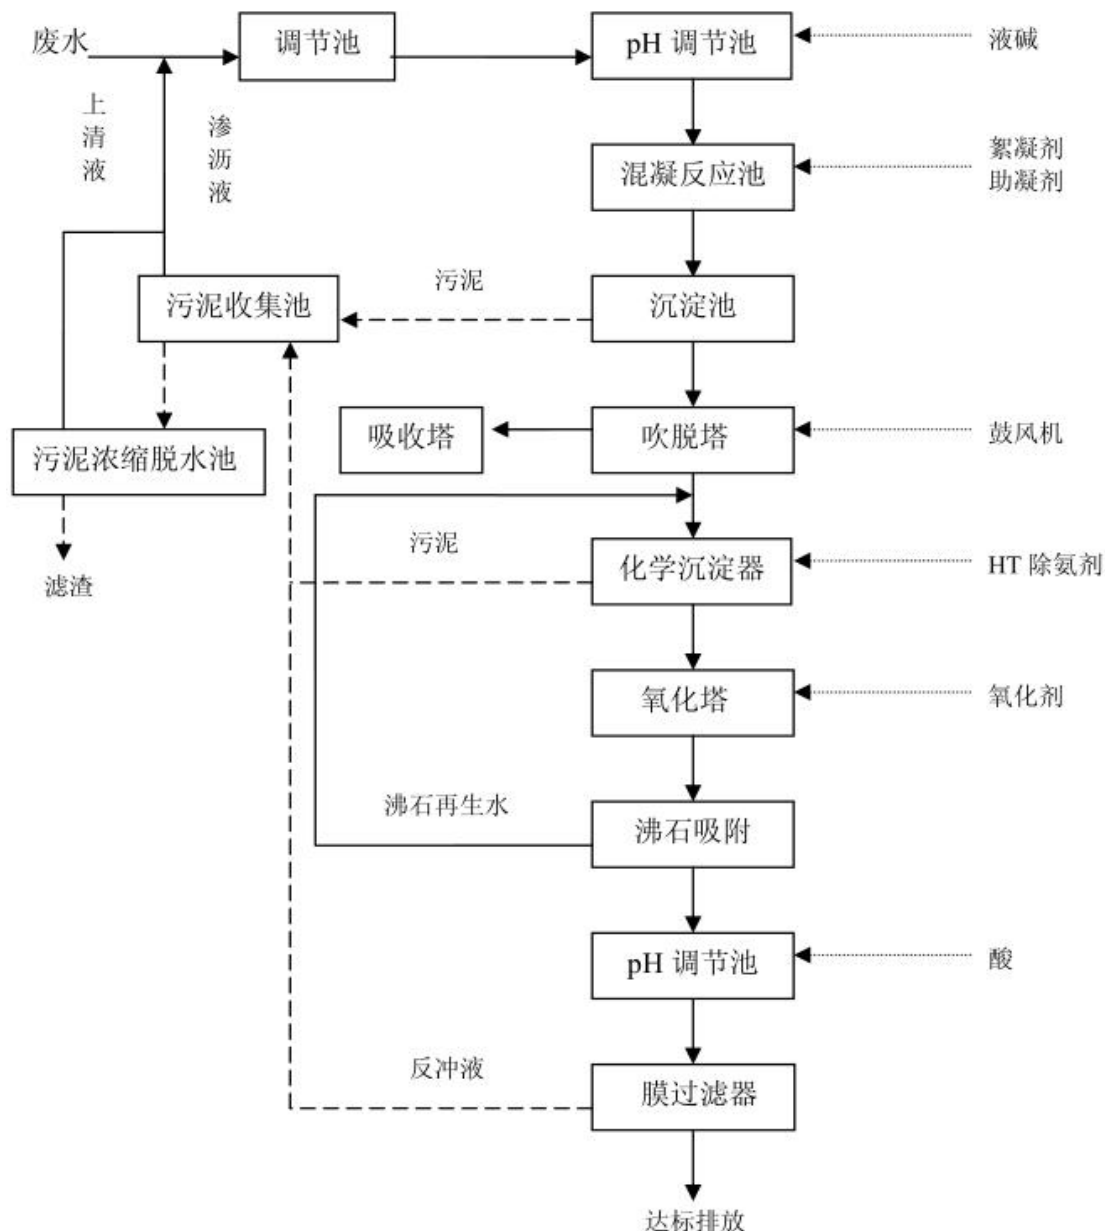 废水
调节池
pH 调节池
液碱
上清液
渗沥液
混凝反应池
絮凝剂
助凝剂
污泥
污泥收集池
沉淀池
吸收塔
吹脱塔
鼓风机
污泥浓缩脱水池
污泥
化学沉淀器
HT 除氨剂
滤渣
氧化塔
氧化剂
沸石再生水
沸石吸附
pH 调节池
酸
反冲液
膜过滤器
达标排放